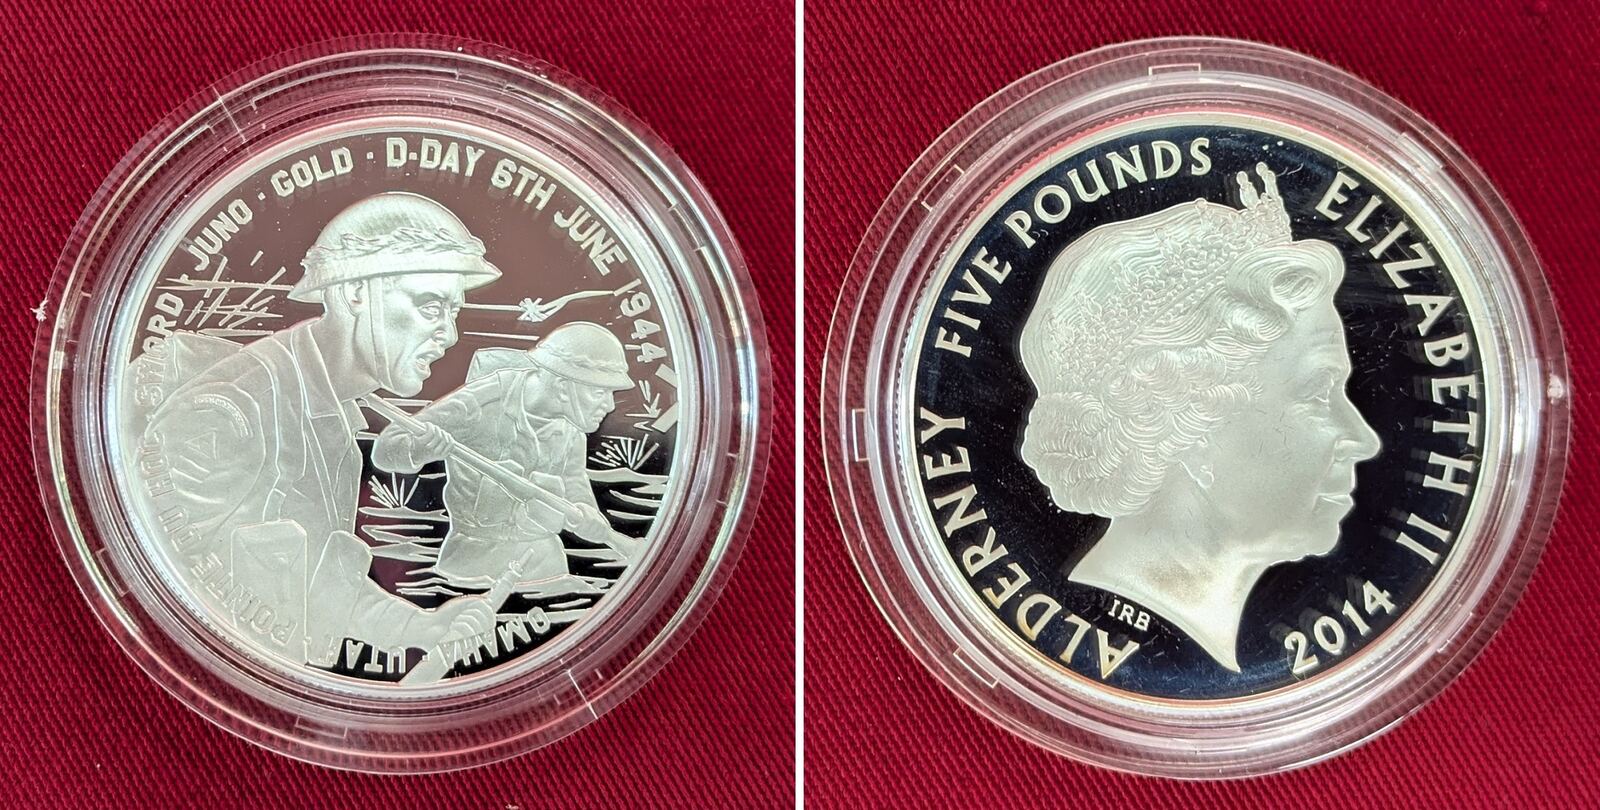 D-DAY 6TH JUNE 1944
OMAHA · UTAH · POINTE DU HOC · SWORD · JUNO · GOLD ·
ALDERNEY FIVE POUNDS
ELIZABETH II
2014
IRB